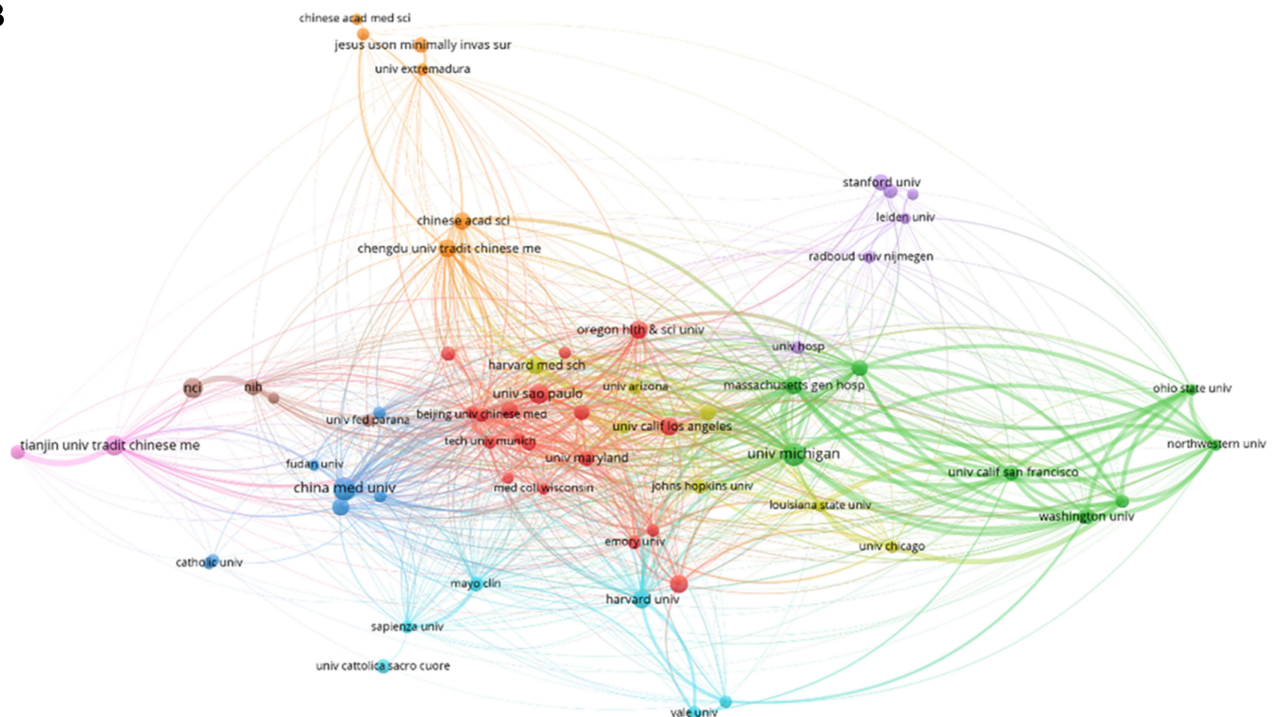 B
chinese acad med sci
jesus uson minimally invas sur
univ extremadura
stanford univ
leiden univ
chinese acad sci
chengdu univ tradit chinese me
radboud univ nijmegen
oregon hlth & sci univ
univ hosp
harvard med sch
nci
nih
univ arizona
massachusetts gen hosp
ohio state univ
univ sao paulo
univ fed parana
beijing univ chinese med
univ calif los angeles
tianjin univ tradit chinese me
tech univ munich
northwestern univ
univ michigan
univ maryland
fudan univ
univ calif san francisco
china med univ
med coll wisconsin
johns hopkins univ
louisiana state univ
washington univ
emory univ
univ chicago
catholic univ
mayo clin
harvard univ
sapienza univ
univ cattolica sacro cuore
yale univ